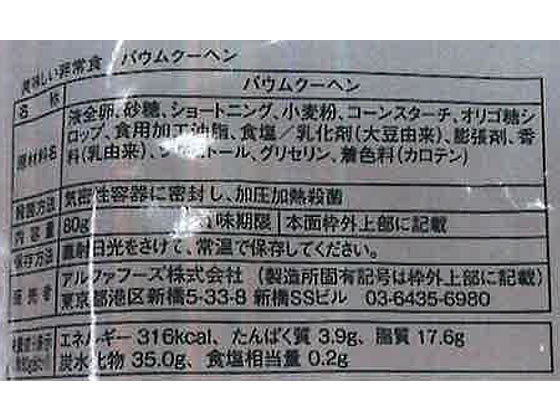 美味しい非常食 バウムクーヘン
名称 バウムクーヘン
原材料名 液全卵、砂糖、ショートニング、小麦粉、コーンスターチ、オリゴ糖シ
ロップ、食用加工油脂、食塩／乳化剤(大豆由来)、膨張剤、香
料(乳由来)、ソルビトール、グリセリン、着色料(カロテン)
殺菌方法 気密性容器に密封し、加圧加熱殺菌
内容量 80g 賞味期限 本面枠外上部に記載
保存方法 直射日光をさけて、常温で保存してください。
販売者 アルファフーズ株式会社 (製造所固有記号は枠外上部に記載)
東京都港区新橋5-33-8 新橋SSビル 03-6435-6980
エネルギー 316kcal、たんぱく質 3.9g、脂質 17.6g
炭水化物 35.0g、食塩相当量 0.2g